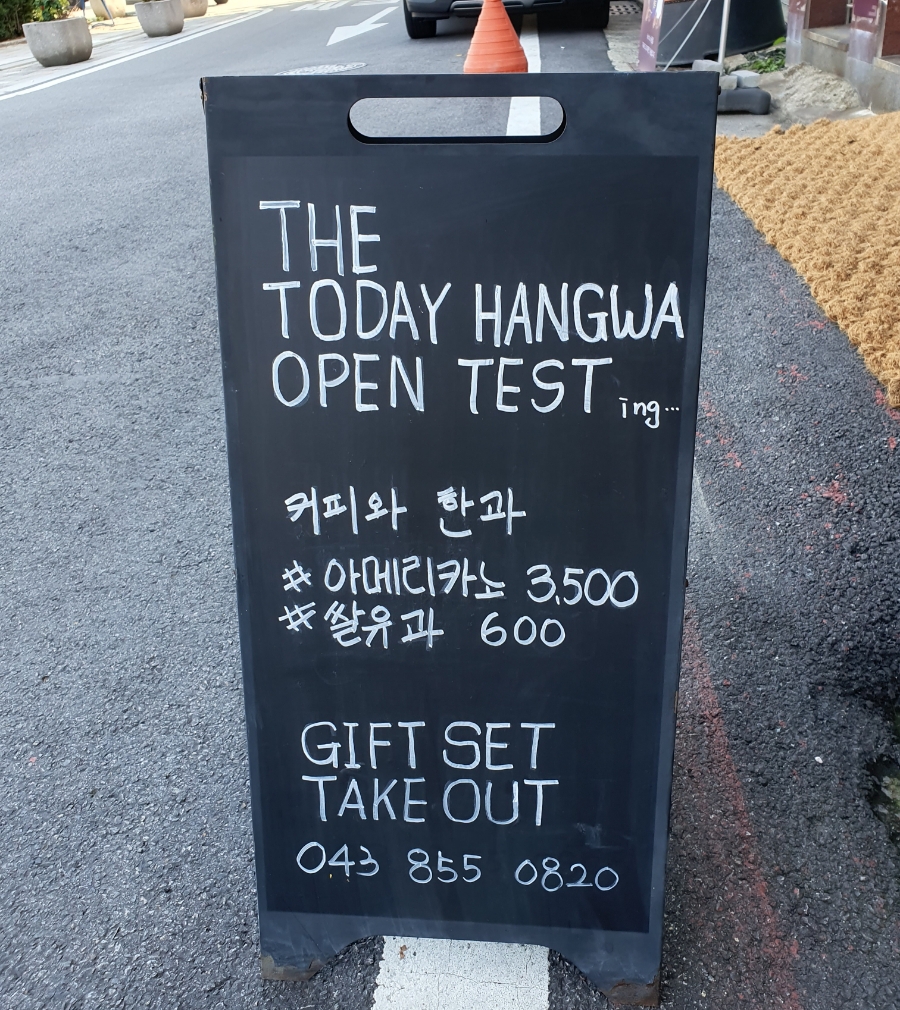 THE
TODAY HANGWA
OPEN TEST ing...
커피와 한과
# 아메리카노 3,500
# 쌀유과 600
GIFT SET
TAKE OUT
043 855 0820